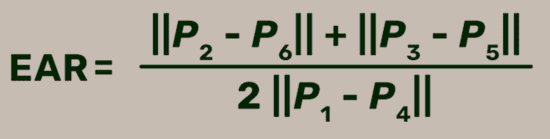 EAR = ||P₂ - P₆|| + ||P₃ - P₅||
2 ||P₁ - P₄||